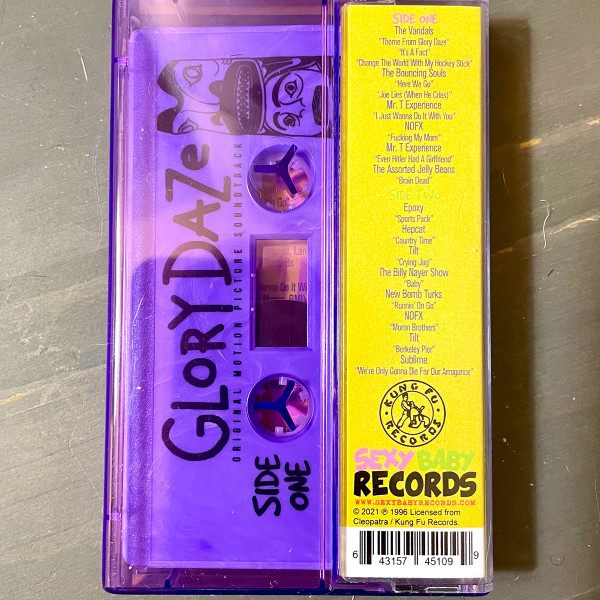 GLORY DAZe
ORIGINAL MOTION PICTURE SOUNDTRACK
SIDE
ONE
SIDE ONE
The Vandals
"Theme From Glory Daze"
"It's A Fact"
"Change The World With My Hockey Stick"
The Bouncing Souls
"Here We Go"
"Joe Lies (When He Cries)"
Mr. T Experience
"I Just Wanna Do It With You"
NOFX
"Fucking My Mom"
Mr. T Experience
"Even Hitler Had A Girlfriend"
The Assorted Jelly Beans
"Brain Dead"
SIDE TWO
Epoxy
"Sports Pack"
Hepcat
"Country Time"
Tilt
"Crying Jag"
The Billy Nayer Show
"Baby"
New Bomb Turks
"Runnin' On Go"
NOFX
"Moron Brothers"
Tilt
"Berkeley Pier"
Sublime
"We're Only Gonna Die For Our Arrogance"
KUNG FU
RECORDS
SEXY BABY
RECORDS
WWW.SEXYBABYRECORDS.COM
© 2021 ℗ 1996 Licensed from
Cleopatra / Kung Fu Records.
6 43157 45109 9